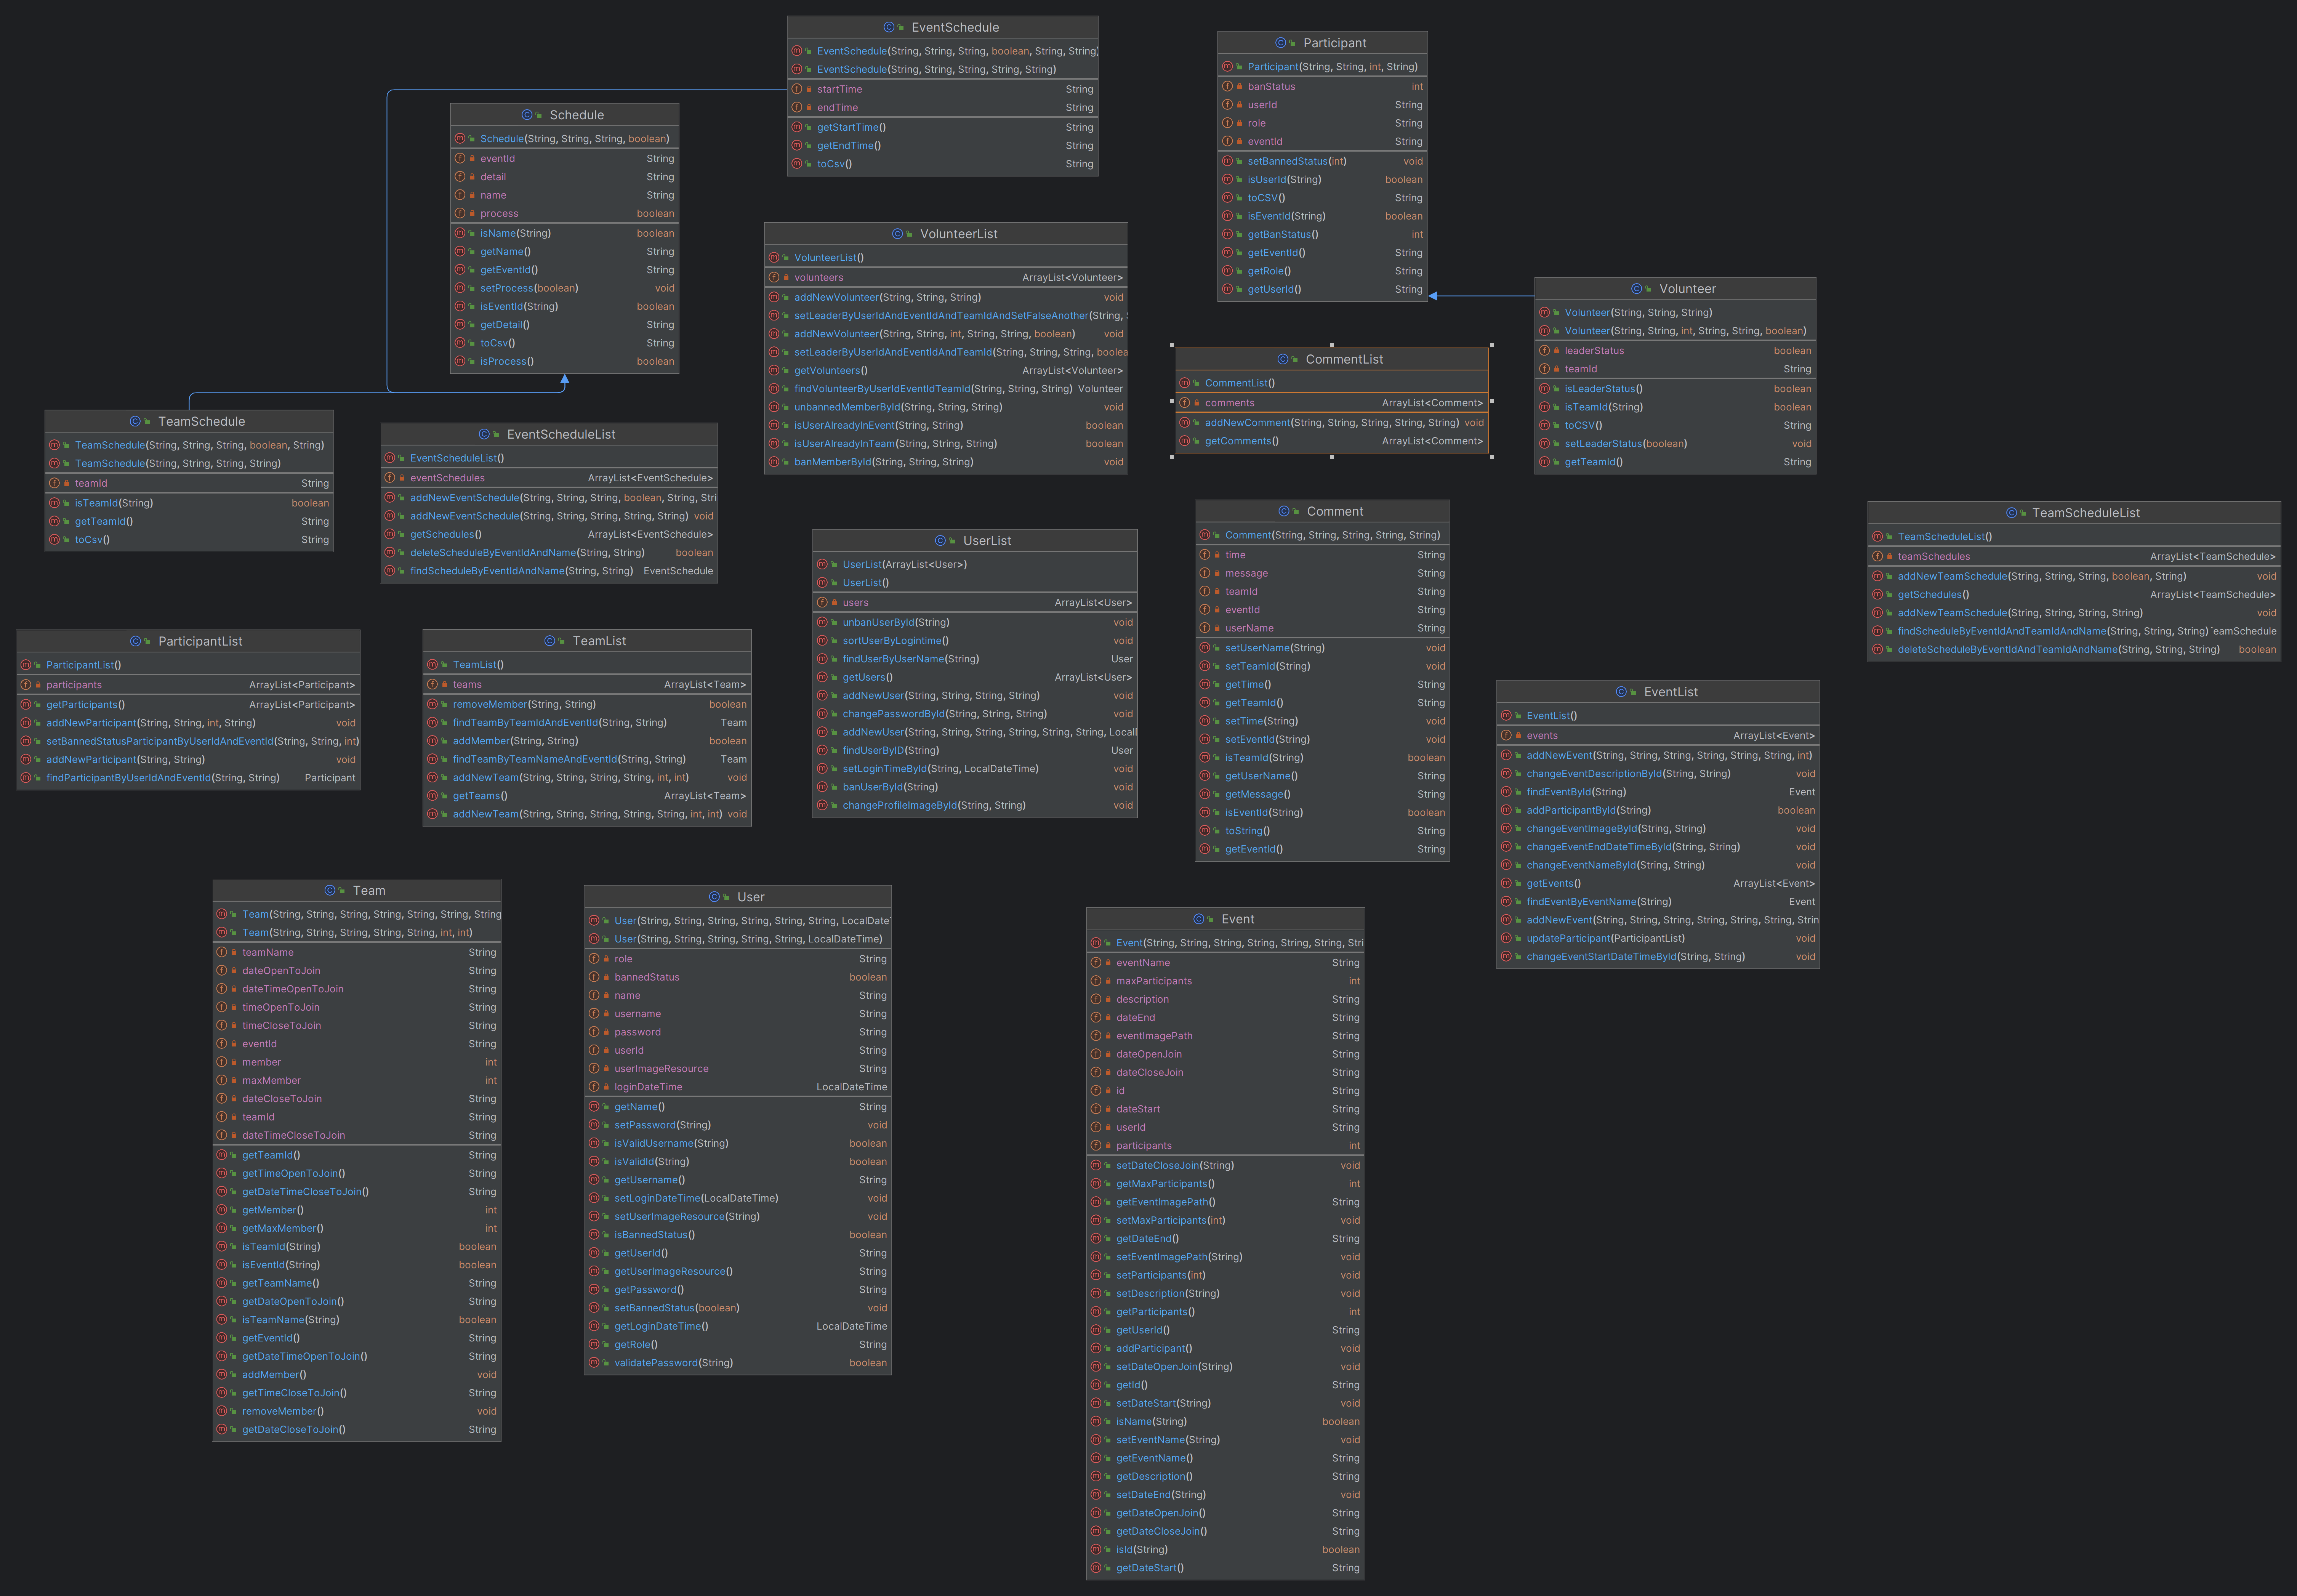 EventSchedule
EventSchedule(String, String, String, boolean, String, String)
EventSchedule(String, String, String, String, String)
startTime String
endTime String
getStartTime() String
getEndTime() String
toCsv() String
Participant
Participant(String, String, int, String)
banStatus int
userId String
role String
eventId String
setBannedStatus(int) void
isUserId(String) boolean
toCSV() String
isEventId(String) boolean
getBanStatus() int
getEventId() String
getRole() String
getUserId() String
Schedule
Schedule(String, String, String, boolean)
eventId String
detail String
name String
process boolean
isName(String) boolean
getName() String
getEventId() String
setProcess(boolean) void
isEventId(String) boolean
getDetail() String
toCsv() String
isProcess() boolean
VolunteerList
VolunteerList()
volunteers ArrayList<Volunteer>
addNewVolunteer(String, String, String) void
setLeaderByUserIdAndEventIdAndTeamIdAndSetFalseAnother(String, S
addNewVolunteer(String, String, int, String, String, boolean) void
setLeaderByUserIdAndEventIdAndTeamId(String, String, String, boolea
getVolunteers() ArrayList<Volunteer>
findVolunteerByUserIdEventIdTeamId(String, String, String) Volunteer
unbannedMemberById(String, String, String) void
isUserAlreadyInEvent(String, String) boolean
isUserAlreadyInTeam(String, String, String) boolean
banMemberById(String, String, String) void
Volunteer
Volunteer(String, String, String)
Volunteer(String, String, int, String, String, boolean)
leaderStatus boolean
teamId String
isLeaderStatus() boolean
isTeamId(String) boolean
toCSV() String
setLeaderStatus(boolean) void
getTeamId() String
CommentList
CommentList()
comments ArrayList<Comment>
addNewComment(String, String, String, String, String) void
getComments() ArrayList<Comment>
TeamSchedule
TeamSchedule(String, String, String, boolean, String)
TeamSchedule(String, String, String, String)
teamId String
isTeamId(String) boolean
getTeamId() String
toCsv() String
EventScheduleList
EventScheduleList()
eventSchedules ArrayList<EventSchedule>
addNewEventSchedule(String, String, String, boolean, String, Stri
addNewEventSchedule(String, String, String, String, String) void
getSchedules() ArrayList<EventSchedule>
deleteScheduleByEventIdAndName(String, String) boolean
findScheduleByEventIdAndName(String, String) EventSchedule
UserList
UserList(ArrayList<User>)
UserList()
users ArrayList<User>
unbanUserById(String) void
sortUserByLogintime() void
findUserByUserName(String) User
getUsers() ArrayList<User>
addNewUser(String, String, String, String) void
changePasswordById(String, String, String) void
addNewUser(String, String, String, String, String, String, Locall
findUserByID(String) User
setLoginTimeById(String, LocalDateTime) void
banUserById(String) void
changeProfileImageById(String, String) void
Comment
Comment(String, String, String, String, String)
time String
message String
teamId String
eventId String
userName String
setUserName(String) void
setTeamId(String) void
getTime() String
getTeamId() String
setTime(String) void
setEventId(String) void
isTeamId(String) boolean
getUserName() String
getMessage() String
isEventId(String) boolean
toString() String
getEventId() String
TeamScheduleList
TeamScheduleList()
teamSchedules ArrayList<TeamSchedule>
addNewTeamSchedule(String, String, String, boolean, String) void
getSchedules() ArrayList<TeamSchedule>
addNewTeamSchedule(String, String, String, String) void
findScheduleByEventIdAndTeamIdAndName(String, String, String) eamSchedule
deleteScheduleByEventIdAndTeamIdAndName(String, String, String) boolean
ParticipantList
ParticipantList()
participants ArrayList<Participant>
getParticipants() ArrayList<Participant>
addNewParticipant(String, String, int, String) void
setBannedStatusParticipantByUserIdAndEventId(String, String, int)
addNewParticipant(String, String) void
findParticipantByUserIdAndEventId(String, String) Participant
TeamList
TeamList()
teams ArrayList<Team>
removeMember(String, String) boolean
findTeamByTeamIdAndEventId(String, String) Team
addMember(String, String) boolean
findTeamByTeamNameAndEventId(String, String) Team
addNewTeam(String, String, String, String, int, int) void
getTeams() ArrayList<Team>
addNewTeam(String, String, String, String, String, int, int) void
EventList
EventList()
events ArrayList<Event>
addNewEvent(String, String, String, String, String, String, int)
changeEventDescriptionById(String, String) void
findEventById(String) Event
addParticipantById(String) boolean
changeEventImageById(String, String) void
changeEventEndDateTimeById(String, String) void
changeEventNameById(String, String) void
getEvents() ArrayList<Event>
findEventByEventName(String) Event
addNewEvent(String, String, String, String, String, String, Strin
updateParticipant(ParticipantList) void
changeEventStartDateTimeById(String, String) void
Team
Team(String, String, String, String, String, String, String
Team(String, String, String, String, String, int, int)
teamName String
dateOpenToJoin String
dateTimeOpenToJoin String
timeOpenToJoin String
timeCloseToJoin String
eventId String
member int
maxMember int
dateCloseToJoin String
teamId String
dateTimeCloseToJoin String
getTeamId() String
getTimeOpenToJoin() String
getDateTimeCloseToJoin() String
getMember() int
getMaxMember() int
isTeamId(String) boolean
isEventId(String) boolean
getTeamName() String
getDateOpenToJoin() String
isTeamName(String) boolean
getEventId() String
getDateTimeOpenToJoin() String
addMember() void
getTimeCloseToJoin() String
removeMember() void
getDateCloseToJoin() String
User
User(String, String, String, String, String, String, LocalDateT
User(String, String, String, String, String, LocalDateTime)
role String
bannedStatus boolean
name String
username String
password String
userId String
userImageResource String
loginDateTime LocalDateTime
getName() String
setPassword(String) void
isValidUsername(String) boolean
isValidId(String) boolean
getUsername() String
setLoginDateTime(LocalDateTime) void
setUserImageResource(String) void
isBannedStatus() boolean
getUserId() String
getUserImageResource() String
getPassword() String
setBannedStatus(boolean) void
getLoginDateTime() LocalDateTime
getRole() String
validatePassword(String) boolean
Event
Event(String, String, String, String, String, String, Stri
eventName String
maxParticipants int
description String
dateEnd String
eventImagePath String
dateOpenJoin String
dateCloseJoin String
id String
dateStart String
userId String
participants int
setDateCloseJoin(String) void
getMaxParticipants() int
getEventImagePath() String
setMaxParticipants(int) void
getDateEnd() String
setEventImagePath(String) void
setParticipants(int) void
setDescription(String) void
getParticipants() int
getUserId() String
addParticipant() void
setDateOpenJoin(String) void
getId() String
setDateStart(String) void
isName(String) boolean
setEventName(String) void
getEventName() String
getDescription() String
setDateEnd(String) void
getDateOpenJoin() String
getDateCloseJoin() String
isId(String) boolean
getDateStart() String